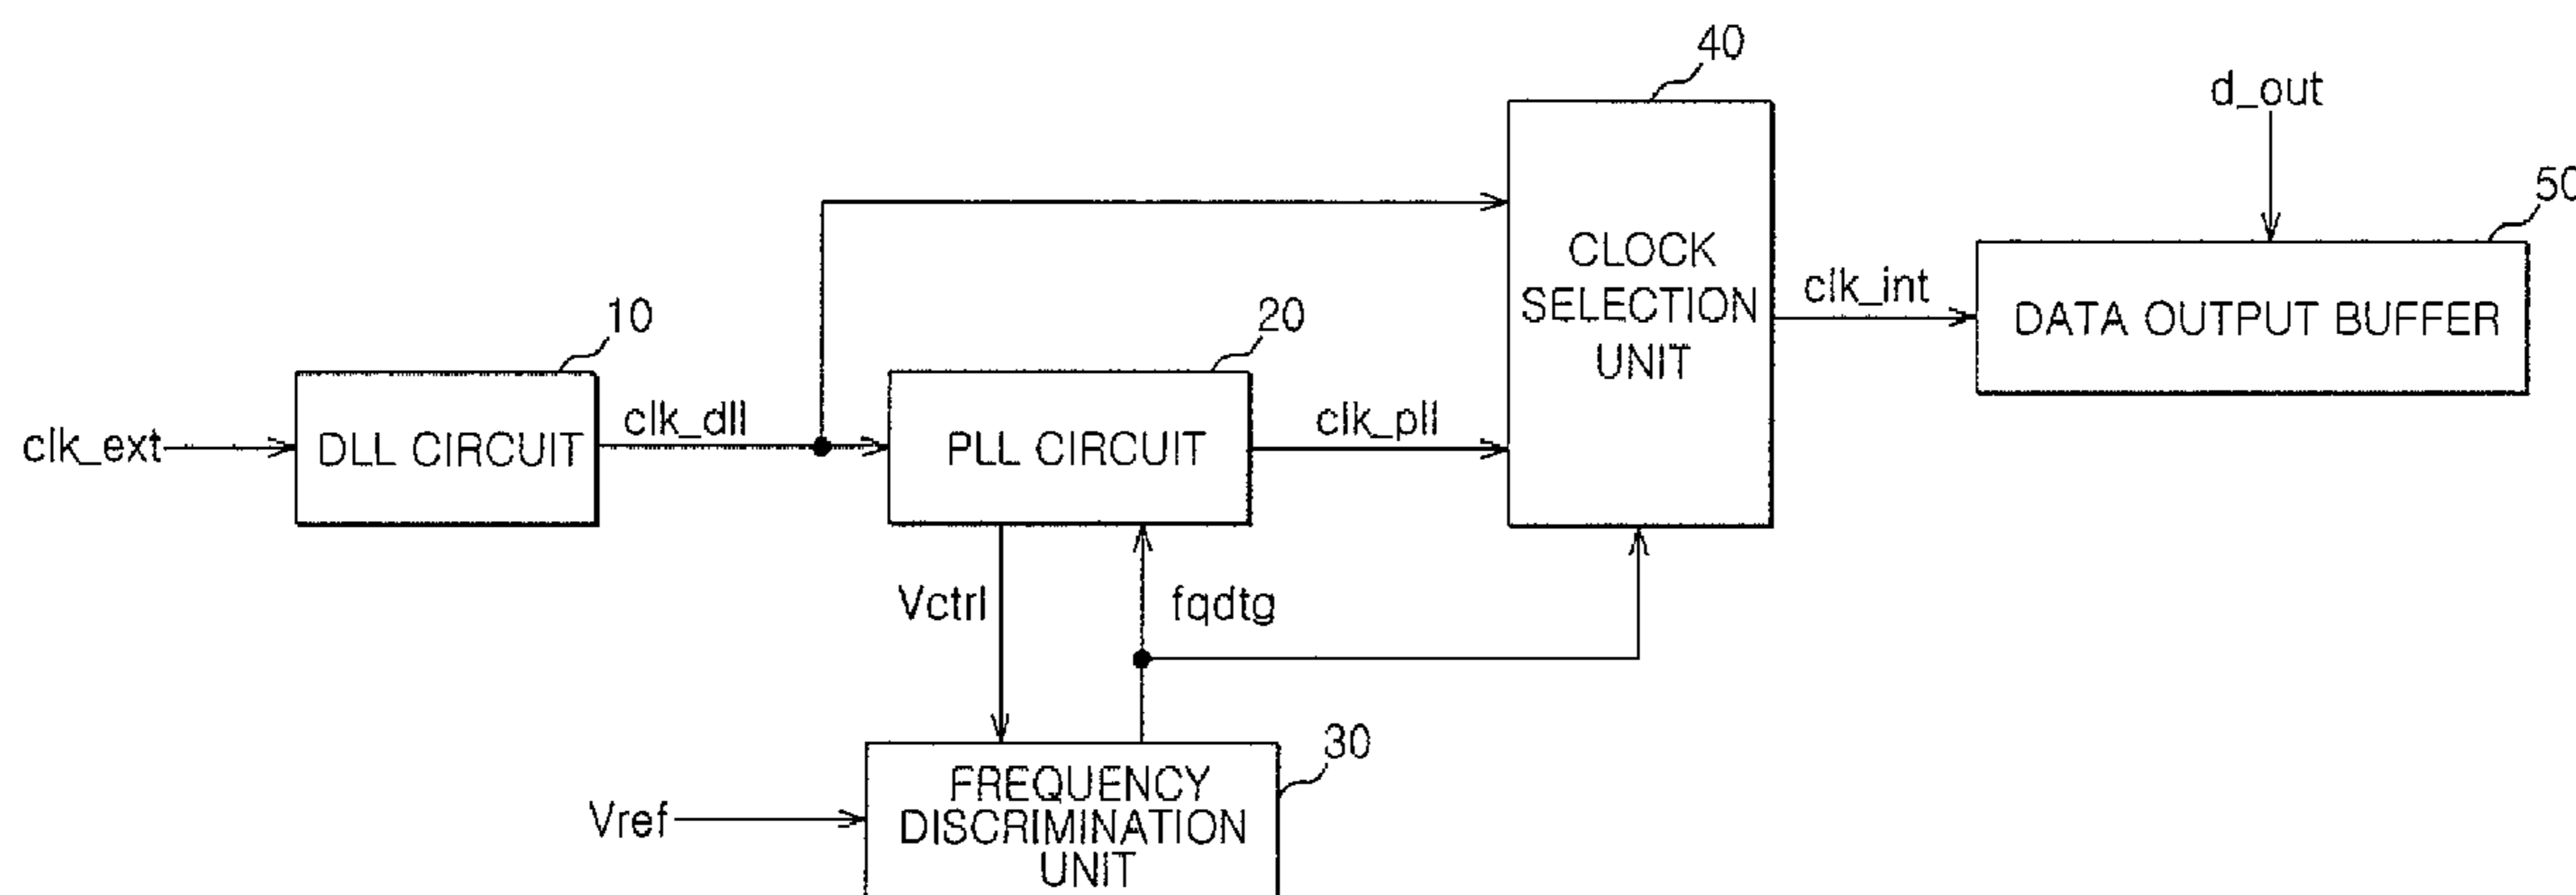 40
d_out
50
CLOCK
SELECTION
UNIT
clk_int
DATA OUTPUT BUFFER
10
20
clk_ext
DLL CIRCUIT
clk_dll
PLL CIRCUIT
clk_pll
Vctrl
fqdtg
30
Vref
FREQUENCY
DISCRIMINATION
UNIT